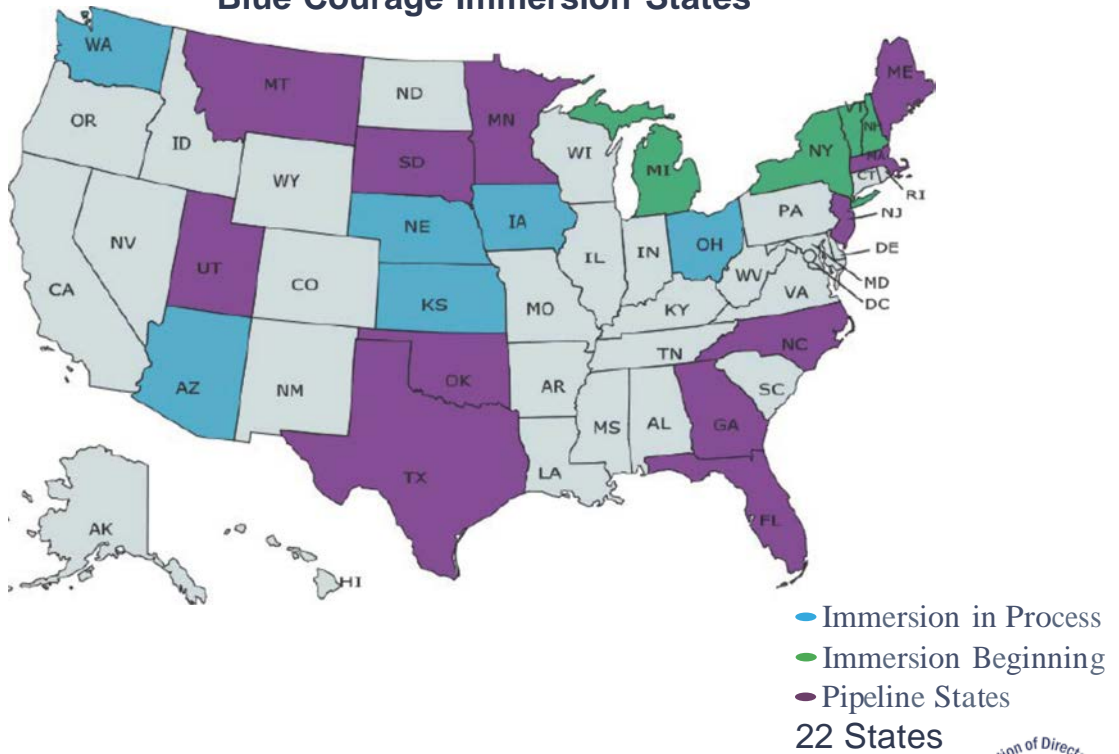 Blue Courage Immersion States
WA
MT
ND
MN
OR
ID
SD
WI
WY
MI
NY
VT
NH
ME
MA
CT
RI
NE
IA
PA
NJ
NV
UT
CO
IL
IN
OH
DE
CA
KS
MO
WV
VA
MD
DC
KY
AZ
NM
OK
AR
TN
NC
SC
TX
LA
MS
AL
GA
FL
AK
HI
Immersion in Process
Immersion Beginning
Pipeline States
22 States
of